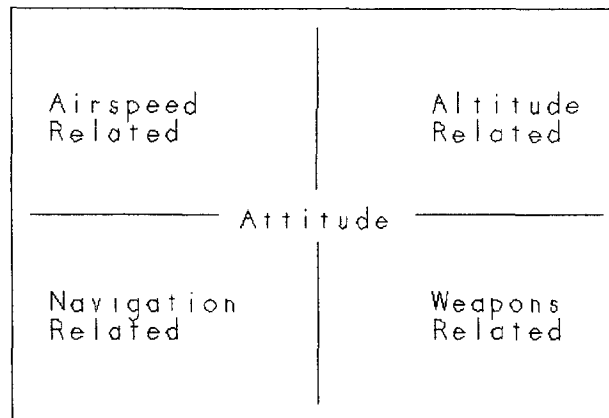 Airspeed
Related
Altitude
Related
Attitude
Navigation
Related
Weapons
Related